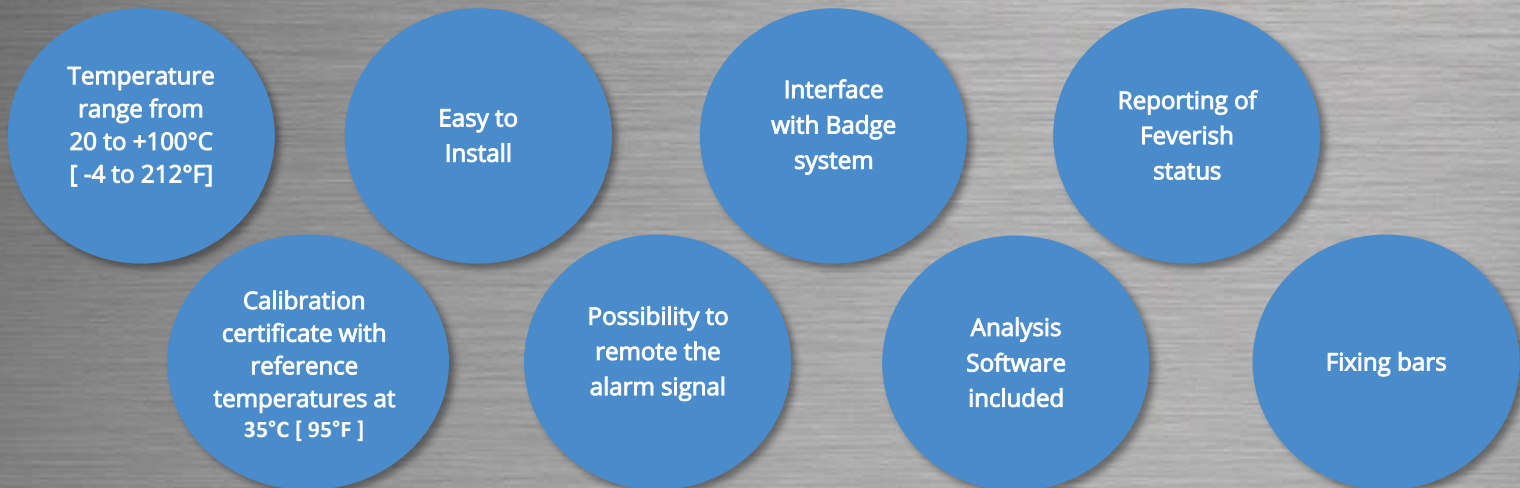 Temperature
range from
20 to +100°C
[ -4 to 212°F]
Easy to
Install
Interface
with Badge
system
Reporting of
Feverish
status
Calibration
certificate with
reference
temperatures at
35°C [ 95°F ]
Possibility to
remote the
alarm signal
Analysis
Software
included
Fixing bars